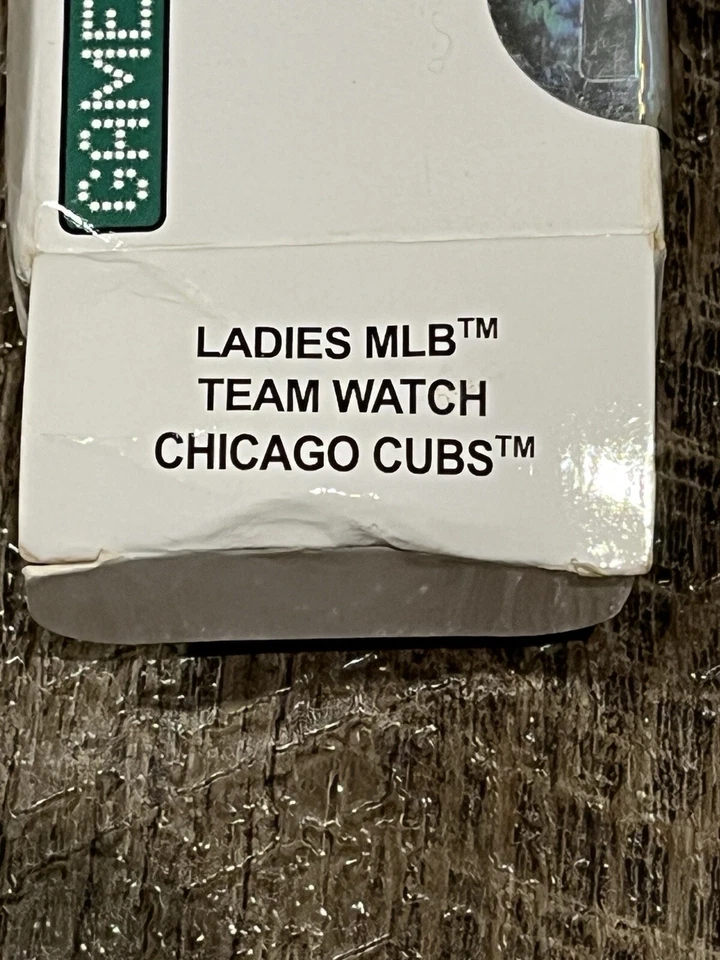 GAME
LADIES MLB™
TEAM WATCH
CHICAGO CUBS™